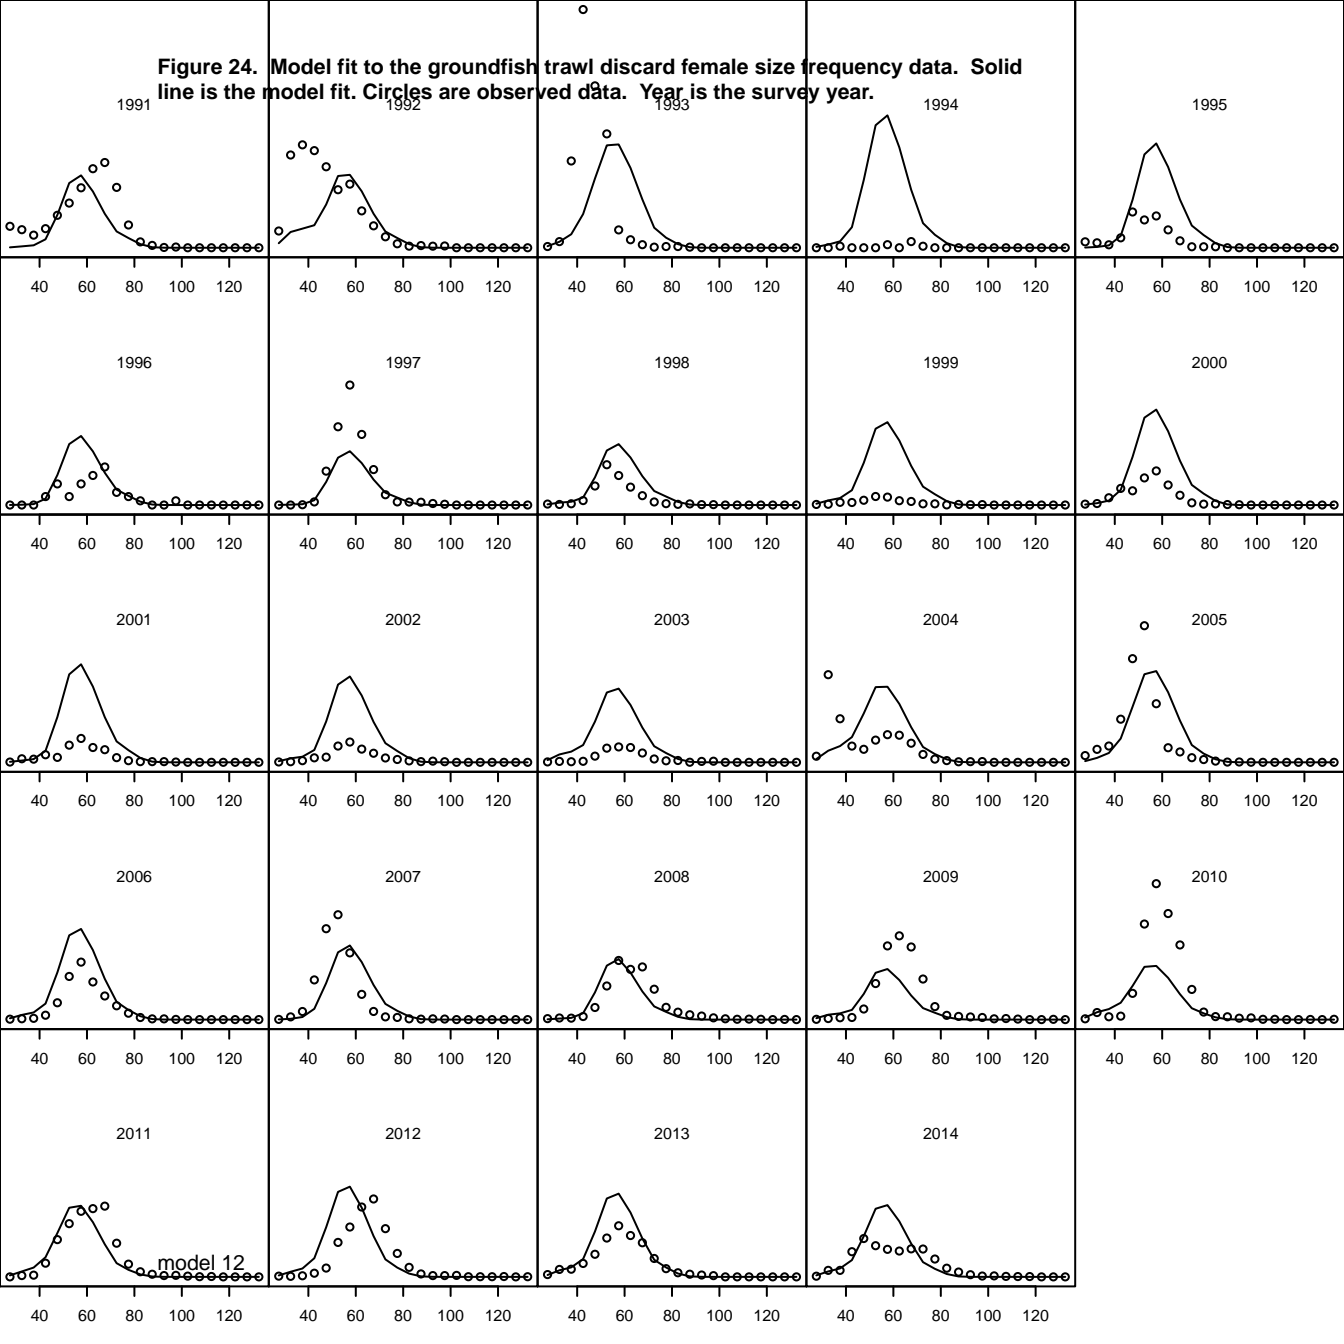 Figure 24. Model fit to the groundfish trawl discard female size frequency data. Solid
line is the model fit. Circles are observed data. Year is the survey year.
1991 1992 1993 1994 1995
40 60 80 100 120 40 60 80 100 120 40 60 80 100 120 40 60 80 100 120 40 60 80 100 120
1996 1997 1998 1999 2000
40 60 80 100 120 40 60 80 100 120 40 60 80 100 120 40 60 80 100 120 40 60 80 100 120
2001 2002 2003 2004 2005
40 60 80 100 120 40 60 80 100 120 40 60 80 100 120 40 60 80 100 120 40 60 80 100 120
2006 2007 2008 2009 2010
40 60 80 100 120 40 60 80 100 120 40 60 80 100 120 40 60 80 100 120 40 60 80 100 120
2011 2012 2013 2014
model 12
40 60 80 100 120 40 60 80 100 120 40 60 80 100 120 40 60 80 100 120